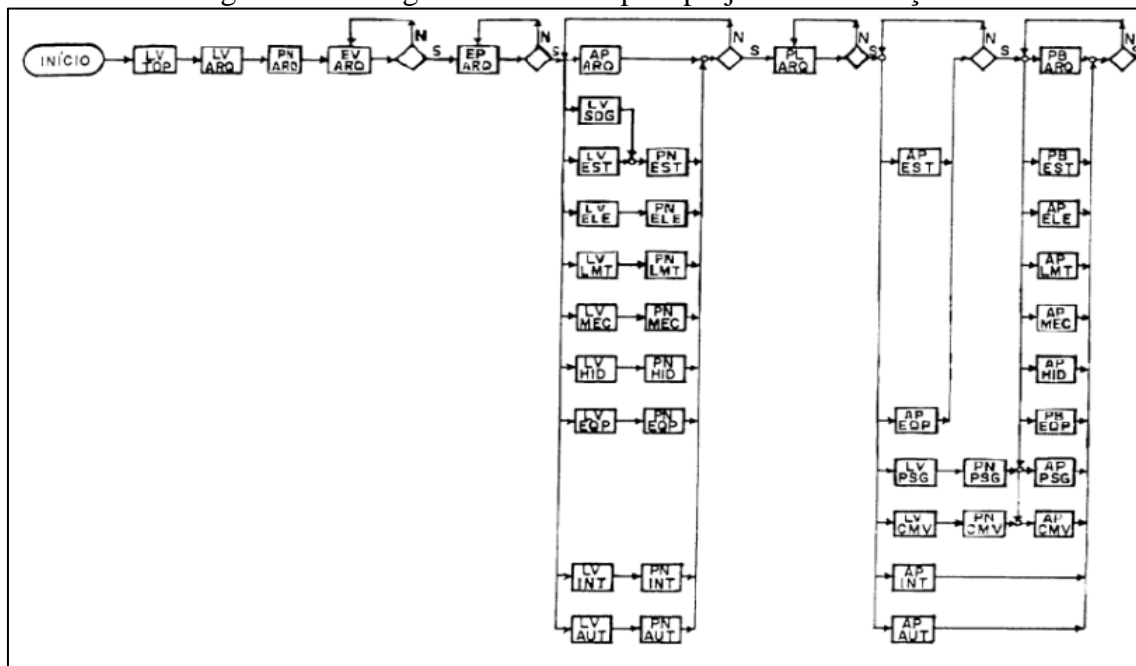 N
N
N
N
N
N
INÍCIO
LV
TOP
LV
ARQ
PN
ARQ
EV
ARQ
S
EP
ARQ
S
AP
ARQ
S
PL
ARQ
S
S
PB
ARQ
LV
SDG
LV
EST
PN
EST
AP
EST
PB
EST
LV
ELE
PN
ELE
AP
ELE
LV
LMT
PN
LMT
AP
LMT
LV
MEC
PN
MEC
AP
MEC
LV
HID
PN
HID
AP
HID
LV
EQP
PN
EQP
AP
EQP
PB
EQP
LV
PSG
PN
PSG
AP
PSG
LV
CMV
PN
CMV
AP
CMV
LV
INT
PN
INT
AP
INT
LV
AUT
PN
AUT
AP
AUT